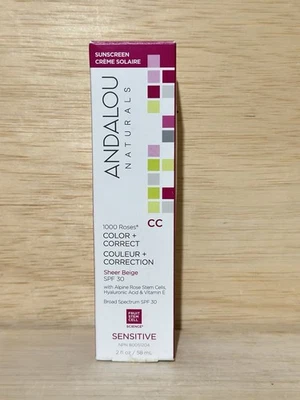 SUNSCREEN
CRÈME SOLAIRE
ANDALOU
NATURALS
CC
1000 Roses®
COLOR +
CORRECT
COULEUR +
CORRECTION
Sheer Beige
SPF 30
with Alpine Rose Stem Cells,
Hyaluronic Acid & Vitamin E
Broad Spectrum SPF 30
FRUIT
STEM
CELL
SCIENCE®
SENSITIVE
2 fl oz / 58 mL